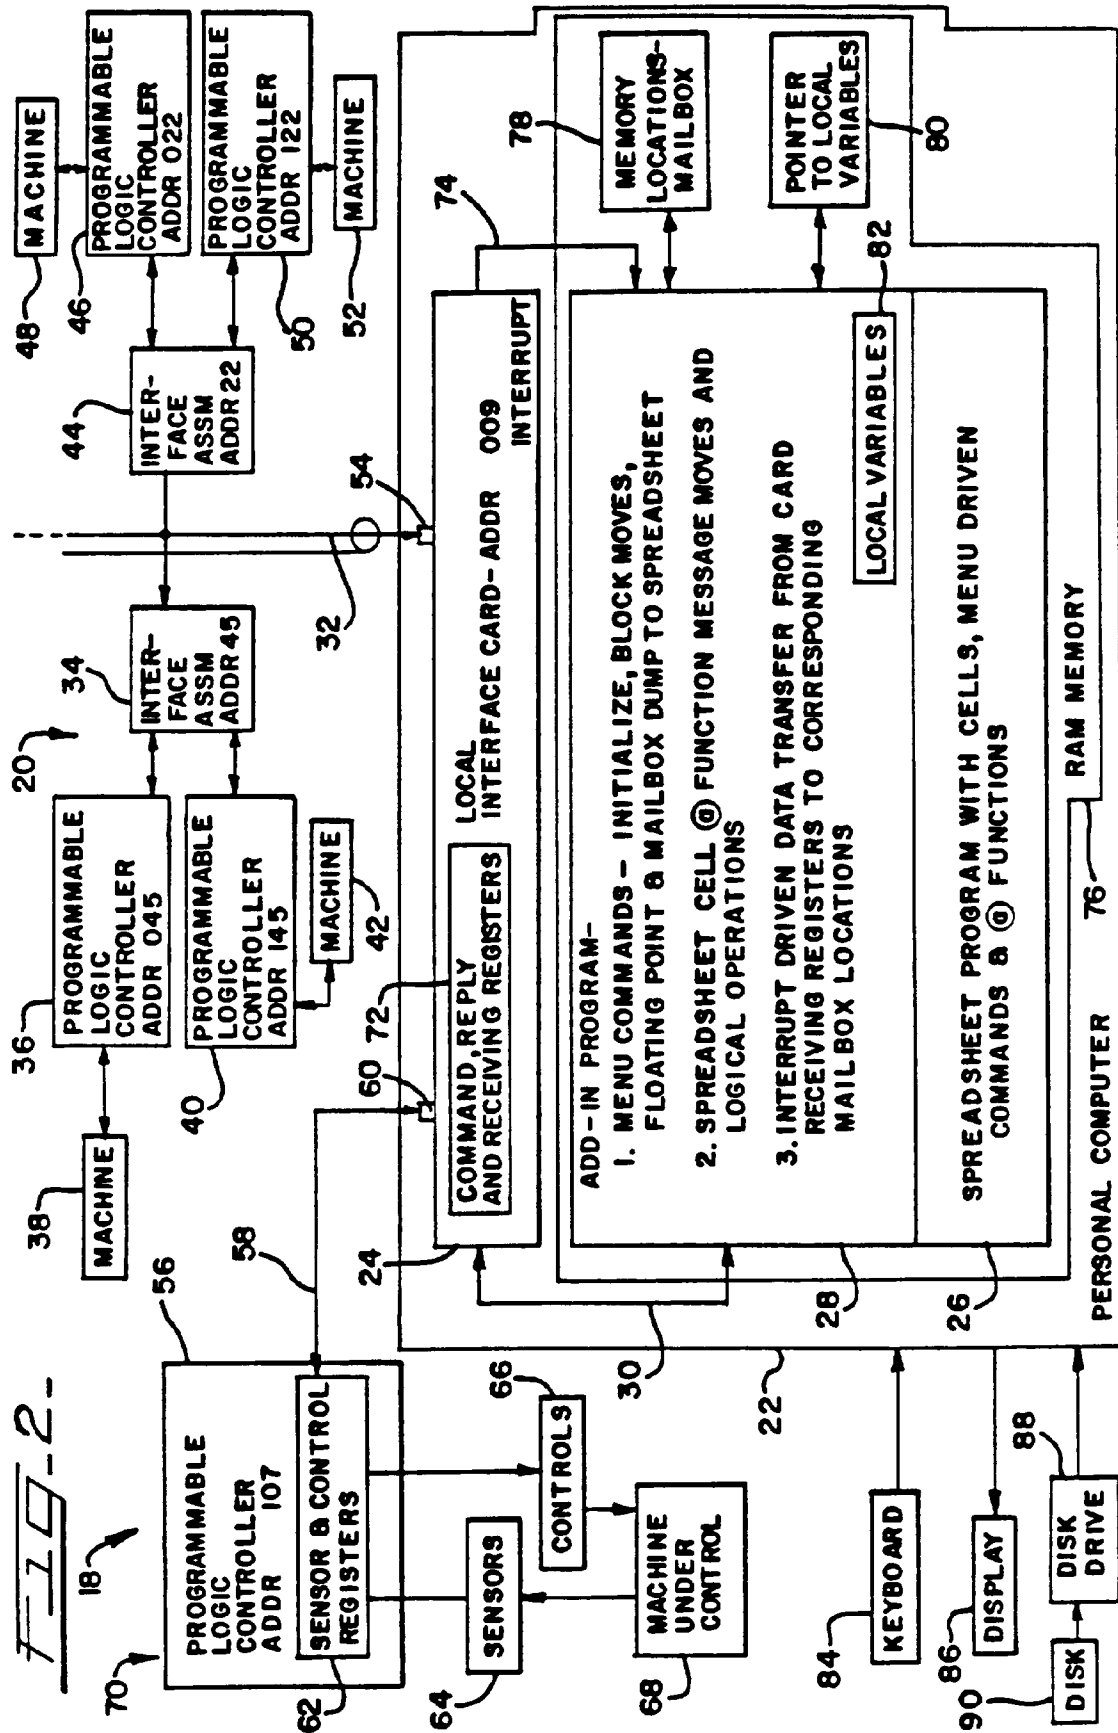 FIG_2-
18
20
70
PROGRAMMABLE
LOGIC
CONTROLLER
ADDR 107
SENSOR & CONTROL
REGISTERS
62
56
58
64
SENSORS
66
CONTROLS
MACHINE
UNDER
CONTROL
68
38
MACHINE
36
PROGRAMMABLE
LOGIC
CONTROLLER
ADDR 045
40
PROGRAMMABLE
LOGIC
CONTROLLER
ADDR 145
MACHINE
42
34
INTER-
FACE
ASSM
ADDR 45
32
44
INTER-
FACE
ASSM
ADDR 22
48
MACHINE
46
PROGRAMMABLE
LOGIC
CONTROLLER
ADDR 022
PROGRAMMABLE
LOGIC
CONTROLLER
ADDR 122
50
MACHINE
52
54
60
72
24
COMMAND, REPLY
AND RECEIVING REGISTERS
LOCAL
INTERFACE CARD- ADDR 009
INTERRUPT
74
ADD-IN PROGRAM-
1. MENU COMMANDS - INITIALIZE, BLOCK MOVES,
FLOATING POINT & MAILBOX DUMP TO SPREADSHEET
2. SPREADSHEET CELL @ FUNCTION MESSAGE MOVES AND
LOGICAL OPERATIONS
3. INTERRUPT DRIVEN DATA TRANSFER FROM CARD
RECEIVING REGISTERS TO CORRESPONDING
MAILBOX LOCATIONS
LOCAL VARIABLES
82
78
MEMORY
LOCATIONS-
MAILBOX
POINTER
TO LOCAL
VARIABLES
80
30
28
26
SPREADSHEET PROGRAM WITH CELLS, MENU DRIVEN
COMMANDS & @ FUNCTIONS
RAM MEMORY
76
PERSONAL COMPUTER
22
84
KEYBOARD
86
DISPLAY
88
DISK
DRIVE
90
DISK